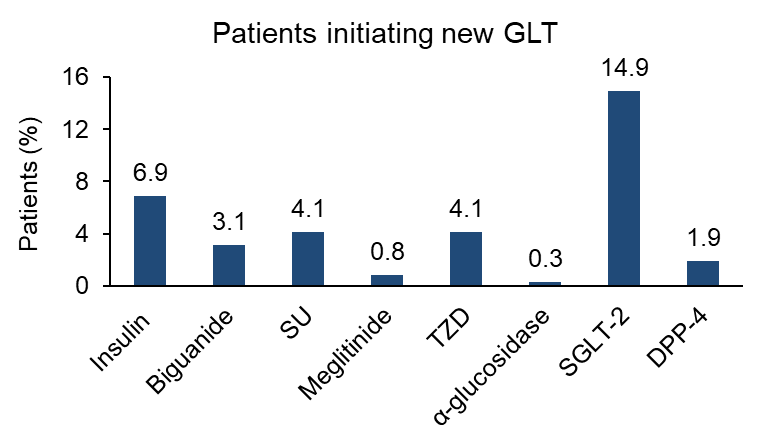 Patients initiating new GLT
Patients (%)
16
12
8
4
0
6.9
3.1
4.1
0.8
4.1
0.3
14.9
1.9
Insulin
Biguanide
SU
Meglitinide
TZD
α-glucosidase
SGLT-2
DPP-4